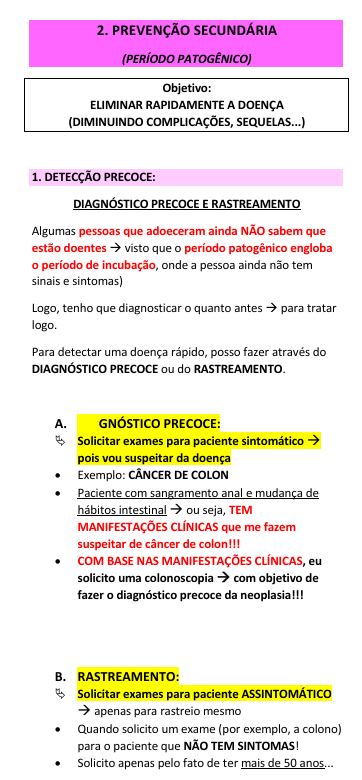 2. PREVENÇÃO SECUNDÁRIA
(PERÍODO PATOGÊNICO)
Objetivo:
ELIMINAR RAPIDAMENTE A DOENÇA
(DIMINUINDO COMPLICAÇÕES, SEQUELAS...)
1. DETECÇÃO PRECOCE:
DIAGNÓSTICO PRECOCE E RASTREAMENTO
Algumas pessoas que adoeceram ainda NÃO sabem que
estão doentes → visto que o período patogênico engloba
o período de incubação, onde a pessoa ainda não tem
sinais e sintomas)
Logo, tenho que diagnosticar o quanto antes → para tratar
logo.
Para detectar uma doença rápido, posso fazer através do
DIAGNÓSTICO PRECOCE ou do RASTREAMENTO.
A. GNÓSTICO PRECOCE:
Solicitar exames para paciente sintomático →
pois vou suspeitar da doença
• Exemplo: CÂNCER DE COLON
• Paciente com sangramento anal e mudança de
hábitos intestinal → ou seja, TEM
MANIFESTAÇÕES CLÍNICAS que me fazem
suspeitar de câncer de colon!!!
• COM BASE NAS MANIFESTAÇÕES CLÍNICAS, eu
solicito uma colonoscopia → com objetivo de
fazer o diagnóstico precoce da neoplasia!!!
B. RASTREAMENTO:
Solicitar exames para paciente ASSINTOMÁTICO
→ apenas para rastreio mesmo
• Quando solicito um exame (por exemplo, a colono)
para o paciente que NÃO TEM SINTOMAS!
• Solicito apenas pelo fato de ter mais de 50 anos...